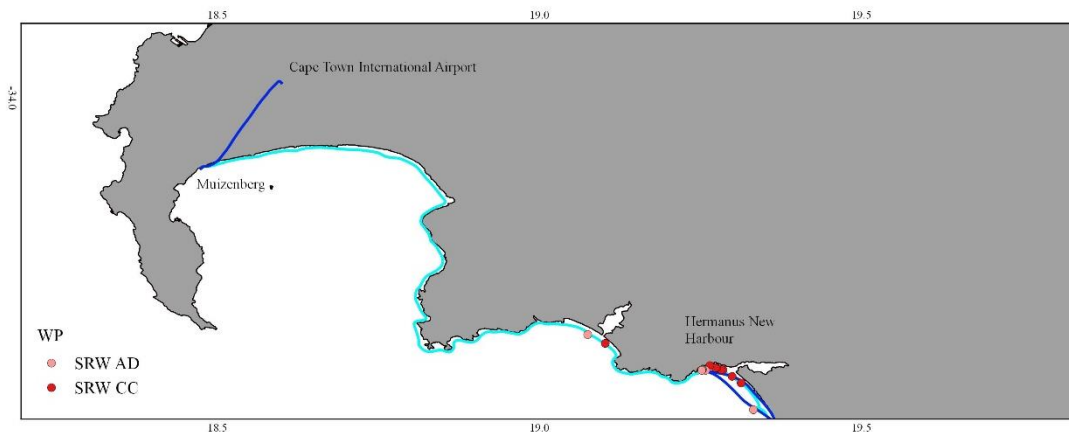 18.5 19.0 19.5
Cape Town International Airport
-34.0
Muizenberg
Hermanus New
Harbour
WP
SRW AD
SRW CC
18.5 19.0 19.5